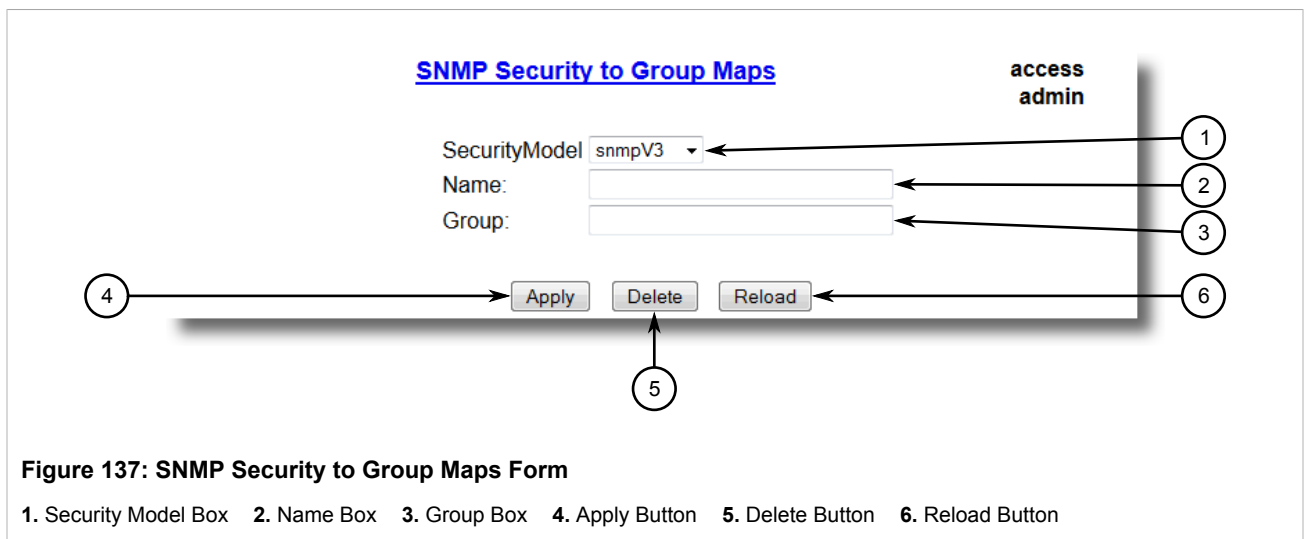 SNMP Security to Group Maps
access
admin
SecurityModel snmpV3
1
Name:
2
Group:
3
4
Apply Delete Reload
6
5
Figure 137: SNMP Security to Group Maps Form
1. Security Model Box 2. Name Box 3. Group Box 4. Apply Button 5. Delete Button 6. Reload Button